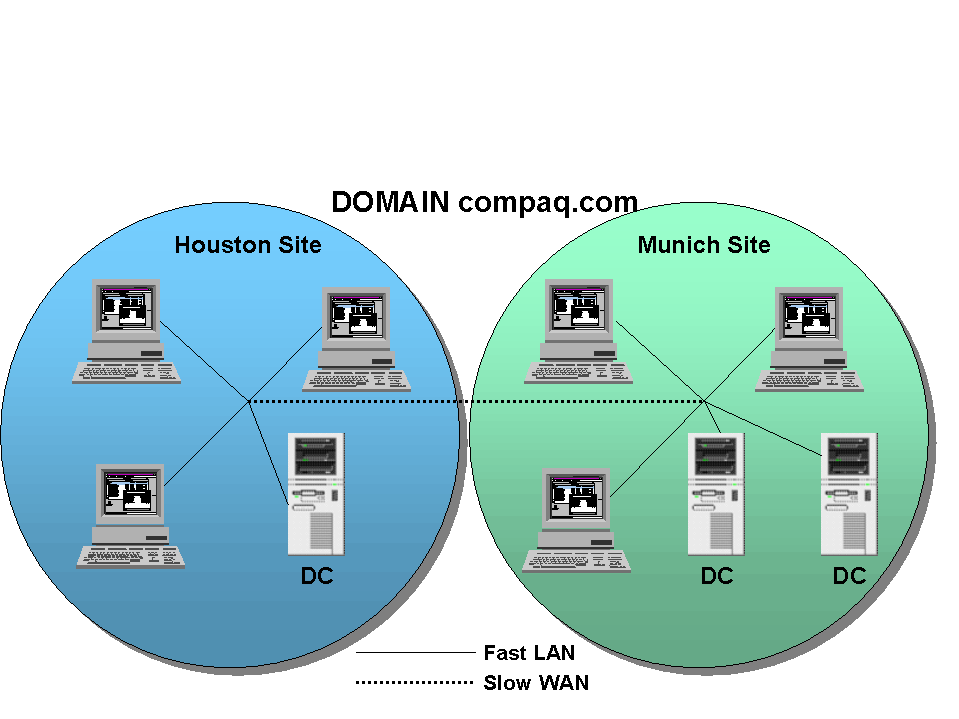 DOMAIN compaq.com
Houston Site
Munich Site
DC
DC
DC
Fast LAN
Slow WAN